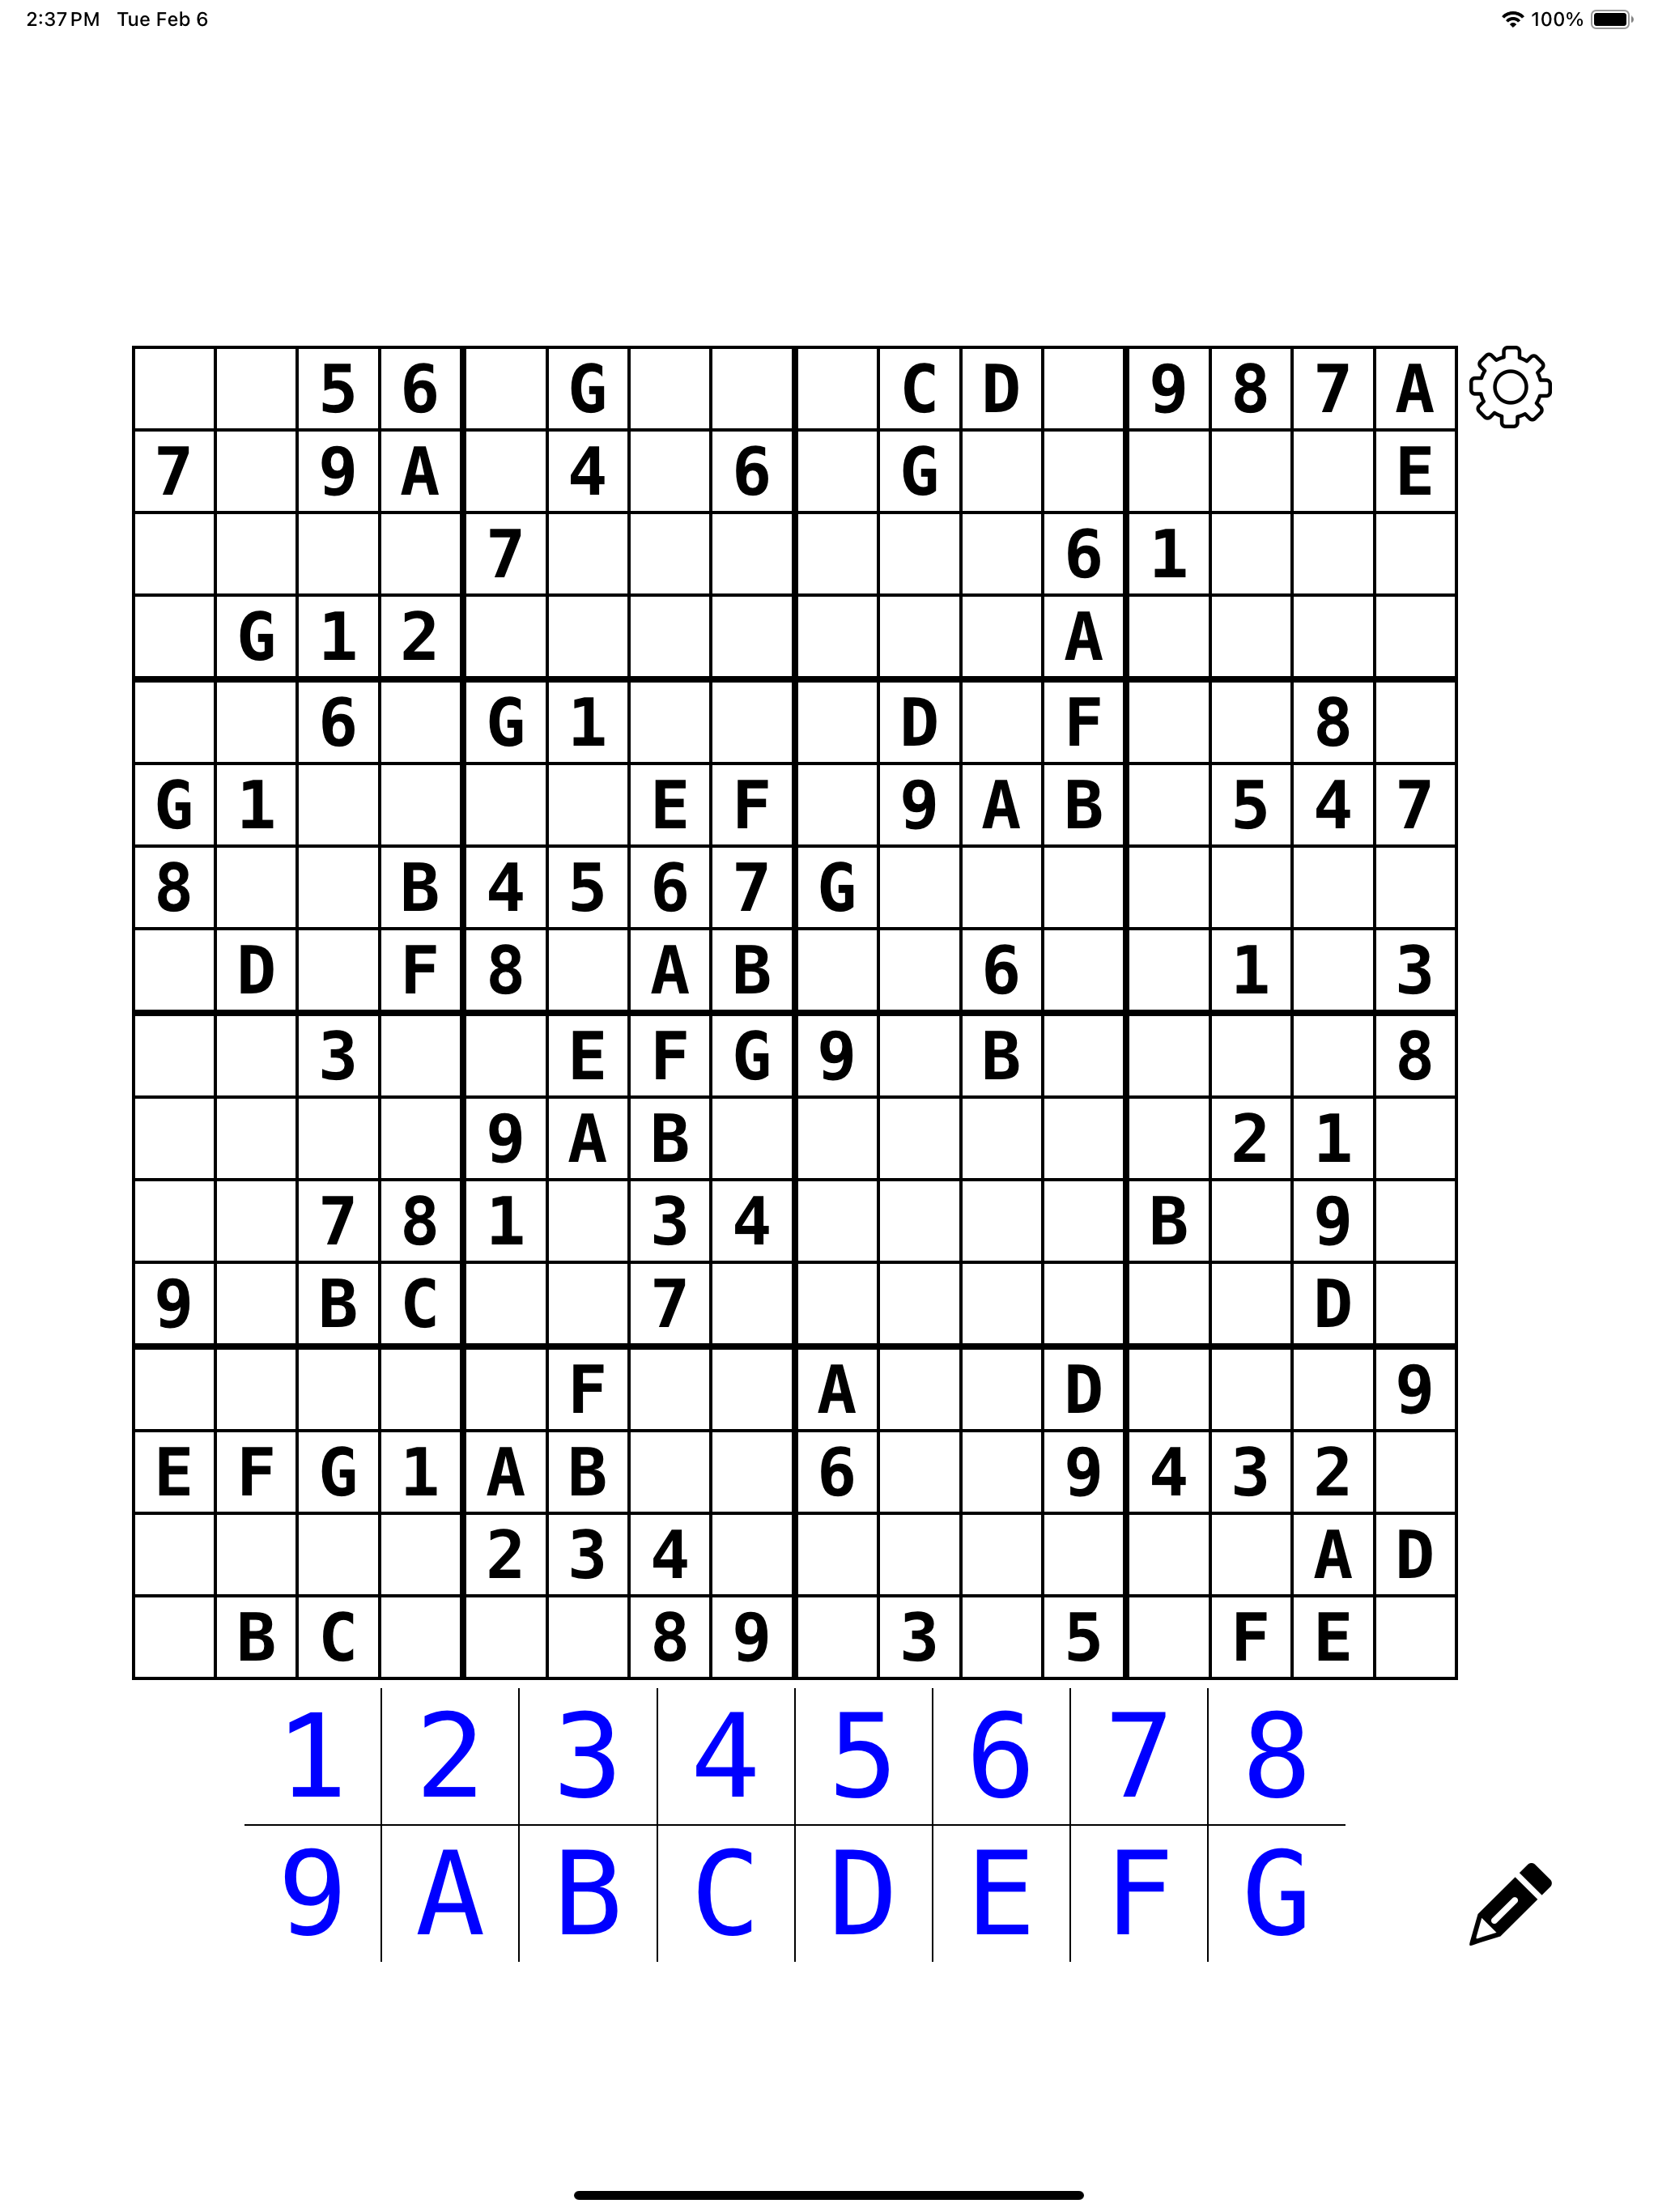 2:37 PM Tue Feb 6 100%
5 6 G C D 9 8 7 A
7 9 A 4 6 G E
7 6 1
G 1 2 A
6 G 1 D F 8
G 1 E F 9 A B 5 4 7
8 B 4 5 6 7 G
D F 8 A B 6 1 3
3 E F G 9 B 8
9 A B 2 1
7 8 1 3 4 B 9
9 B C 7 D
F A D 9
E F G 1 A B 6 9 4 3 2
2 3 4 A D
B C 8 9 3 5 F E
1 2 3 4 5 6 7 8
9 A B C D E F G